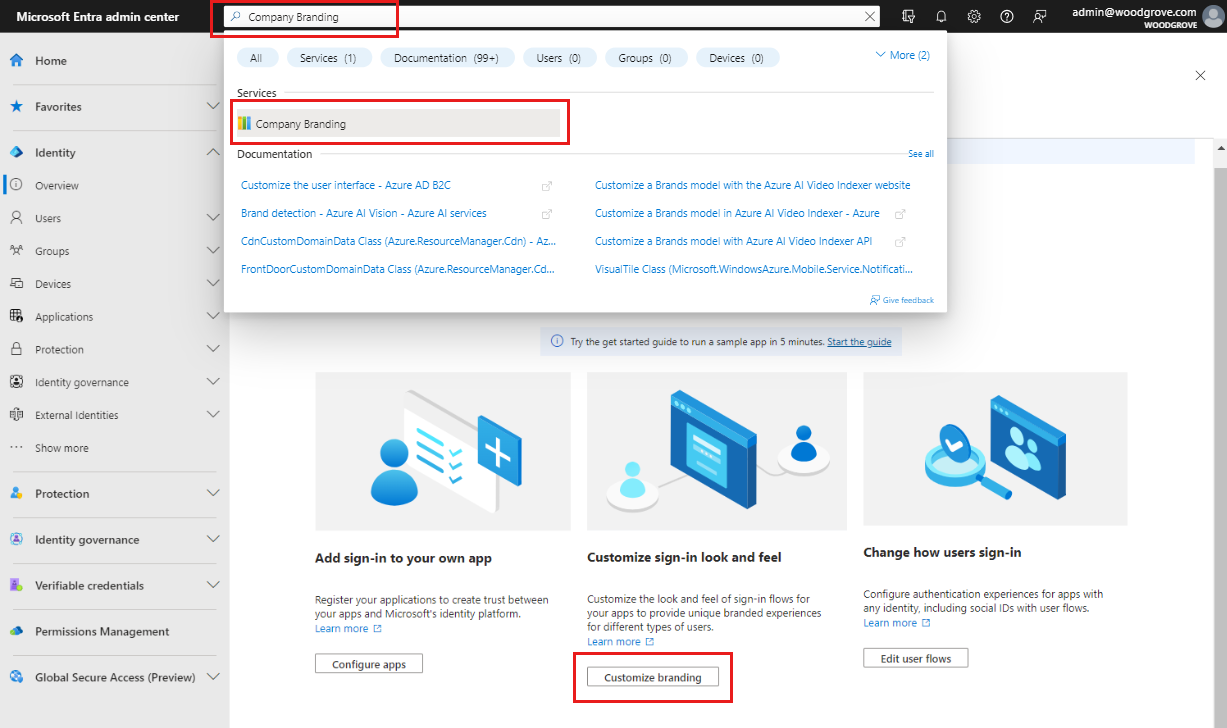 Microsoft Entra admin center
Company Branding
admin@woodgrove.com
WOODGROVE
All
Services (1)
Documentation (99+)
Users (0)
Groups (0)
Devices (0)
More (2)
Services
Company Branding
Documentation
See all
Customize the user interface - Azure AD B2C
Customize a Brands model with the Azure AI Video Indexer website
Brand detection - Azure AI Vision - Azure AI services
Customize a Brands model in Azure AI Video Indexer - Azure
CdnCustomDomainData Class (Azure.ResourceManager.Cdn) - Az...
Customize a Brands model with Azure AI Video Indexer API
FrontDoorCustomDomainData Class (Azure.ResourceManager.Cd...
VisualTile Class (Microsoft.WindowsAzure.Mobile.Service.Notificati...
Give feedback
Home
Favorites
Identity
Overview
Users
Groups
Devices
Applications
Protection
Identity governance
External Identities
Show more
Protection
Identity governance
Verifiable credentials
Permissions Management
Global Secure Access (Preview)
Try the get started guide to run a sample app in 5 minutes. Start the guide
Add sign-in to your own app
Register your applications to create trust between
your apps and Microsoft's identity platform.
Learn more
Configure apps
Customize sign-in look and feel
Customize the look and feel of sign-in flows for
your apps to provide unique branded experiences
for different types of users.
Learn more
Customize branding
Change how users sign-in
Configure authentication experiences for apps with
any identity, including social IDs with user flows.
Learn more
Edit user flows